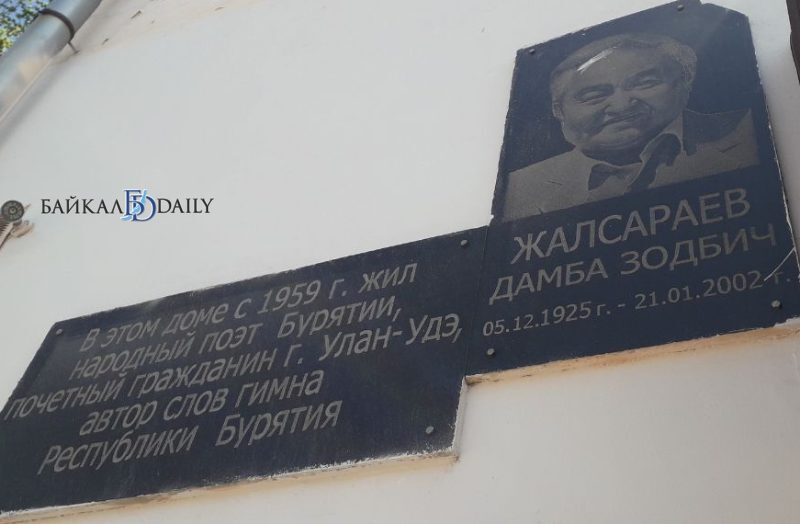 БАЙКАЛ БD DAILY
ЖАЛСАРАЕВ
ДАМБА ЗОДБИЧ
05.12.1925 г. - 21.01.2002 г.
В этом доме с 1959 г. жил
народный поэт Бурятии,
почетный гражданин г. Улан-Удэ,
автор слов гимна
Республики Бурятия